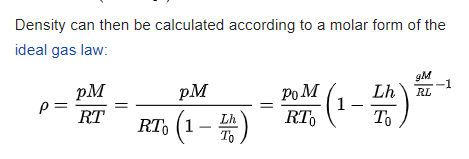 Density can then be calculated according to a molar form of the
ideal gas law:
ρ = pM/(RT) = pM/(RT₀ (1 − Lh/T₀)) = p₀M/(RT₀) (1 − Lh/T₀)^(gM/(RL) − 1)